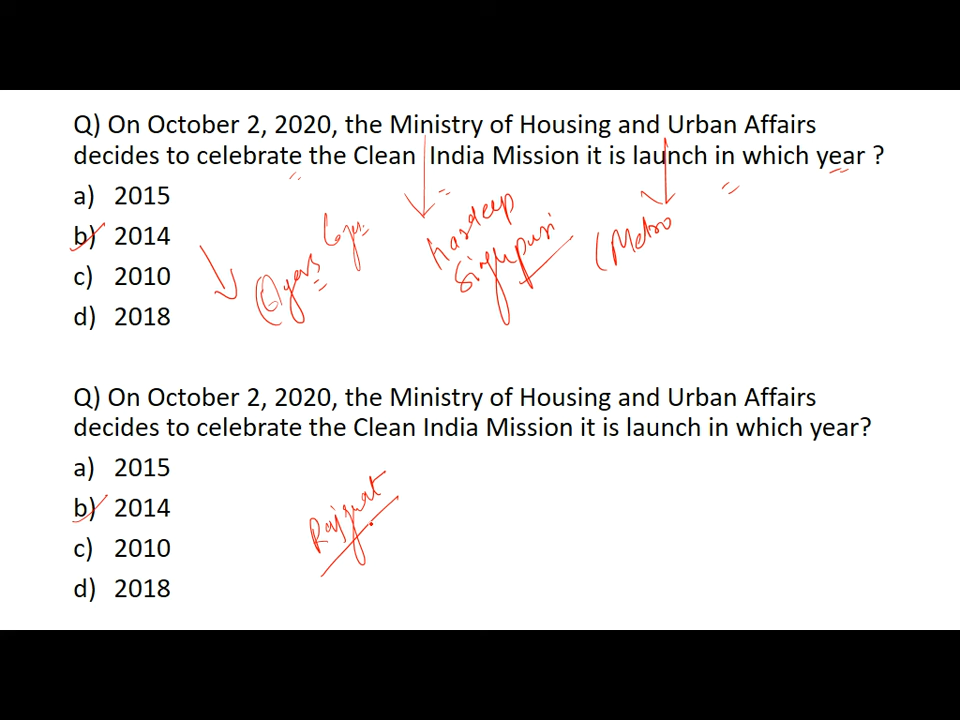 Q) On October 2, 2020, the Ministry of Housing and Urban Affairs
decides to celebrate the Clean India Mission it is launch in which year ?
a) 2015
b) 2014
c) 2010
d) 2018
6 years
hardeep
Singh puri
(Metro
Q) On October 2, 2020, the Ministry of Housing and Urban Affairs
decides to celebrate the Clean India Mission it is launch in which year?
a) 2015
b) 2014
c) 2010
d) 2018